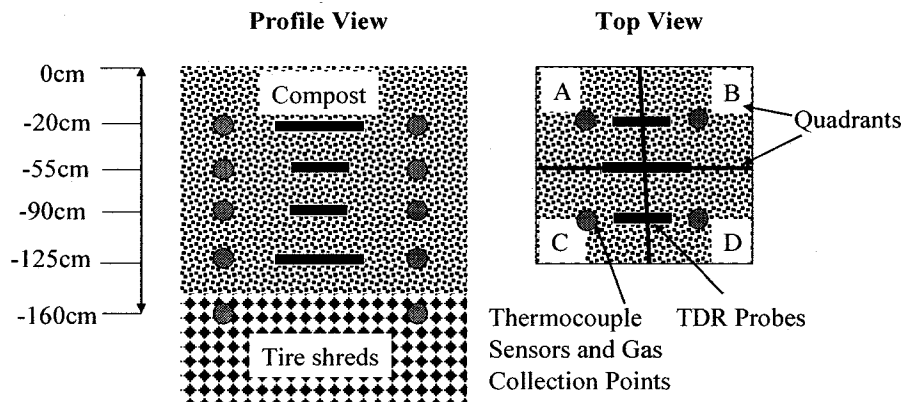 Profile View
Top View
0cm
-20cm
-55cm
-90cm
-125cm
-160cm
Compost
Tire shreds
A
B
C
D
Quadrants
Thermocouple
Sensors and Gas
Collection Points
TDR Probes